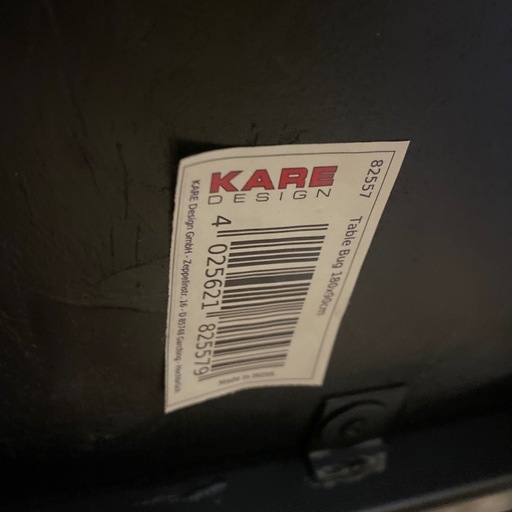 KARE
DESIGN
82557
Table Bug 180x90cm
4 025621 825579
Made in INDIA
KARE Design GmbH · Zeppelinstr. 16 · D 85748 Garching - Hochbrück